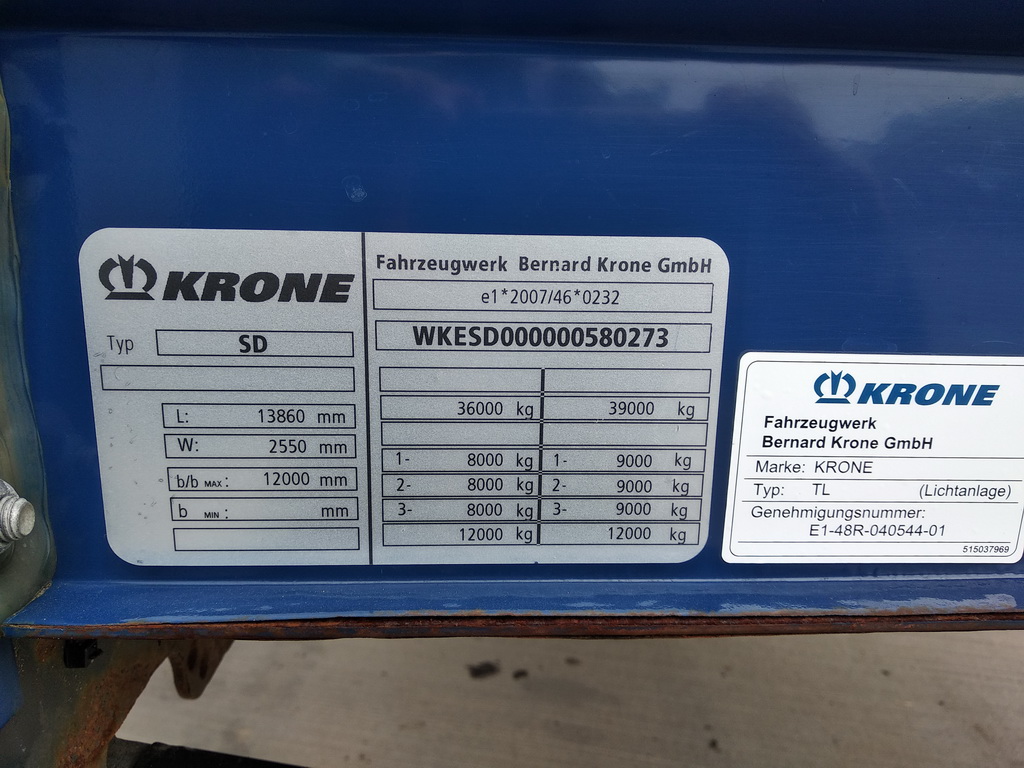 KRONE
Typ SD
L: 13860 mm
W: 2550 mm
b/b MAX: 12000 mm
b MIN: mm
Fahrzeugwerk Bernard Krone GmbH
e1*2007/46*0232
WKESD000000580273
36000 kg 39000 kg
1- 8000 kg 1- 9000 kg
2- 8000 kg 2- 9000 kg
3- 8000 kg 3- 9000 kg
12000 kg 12000 kg
KRONE
Fahrzeugwerk
Bernard Krone GmbH
Marke: KRONE
Typ: TL (Lichtanlage)
Genehmigungsnummer:
E1-48R-040544-01
515037969